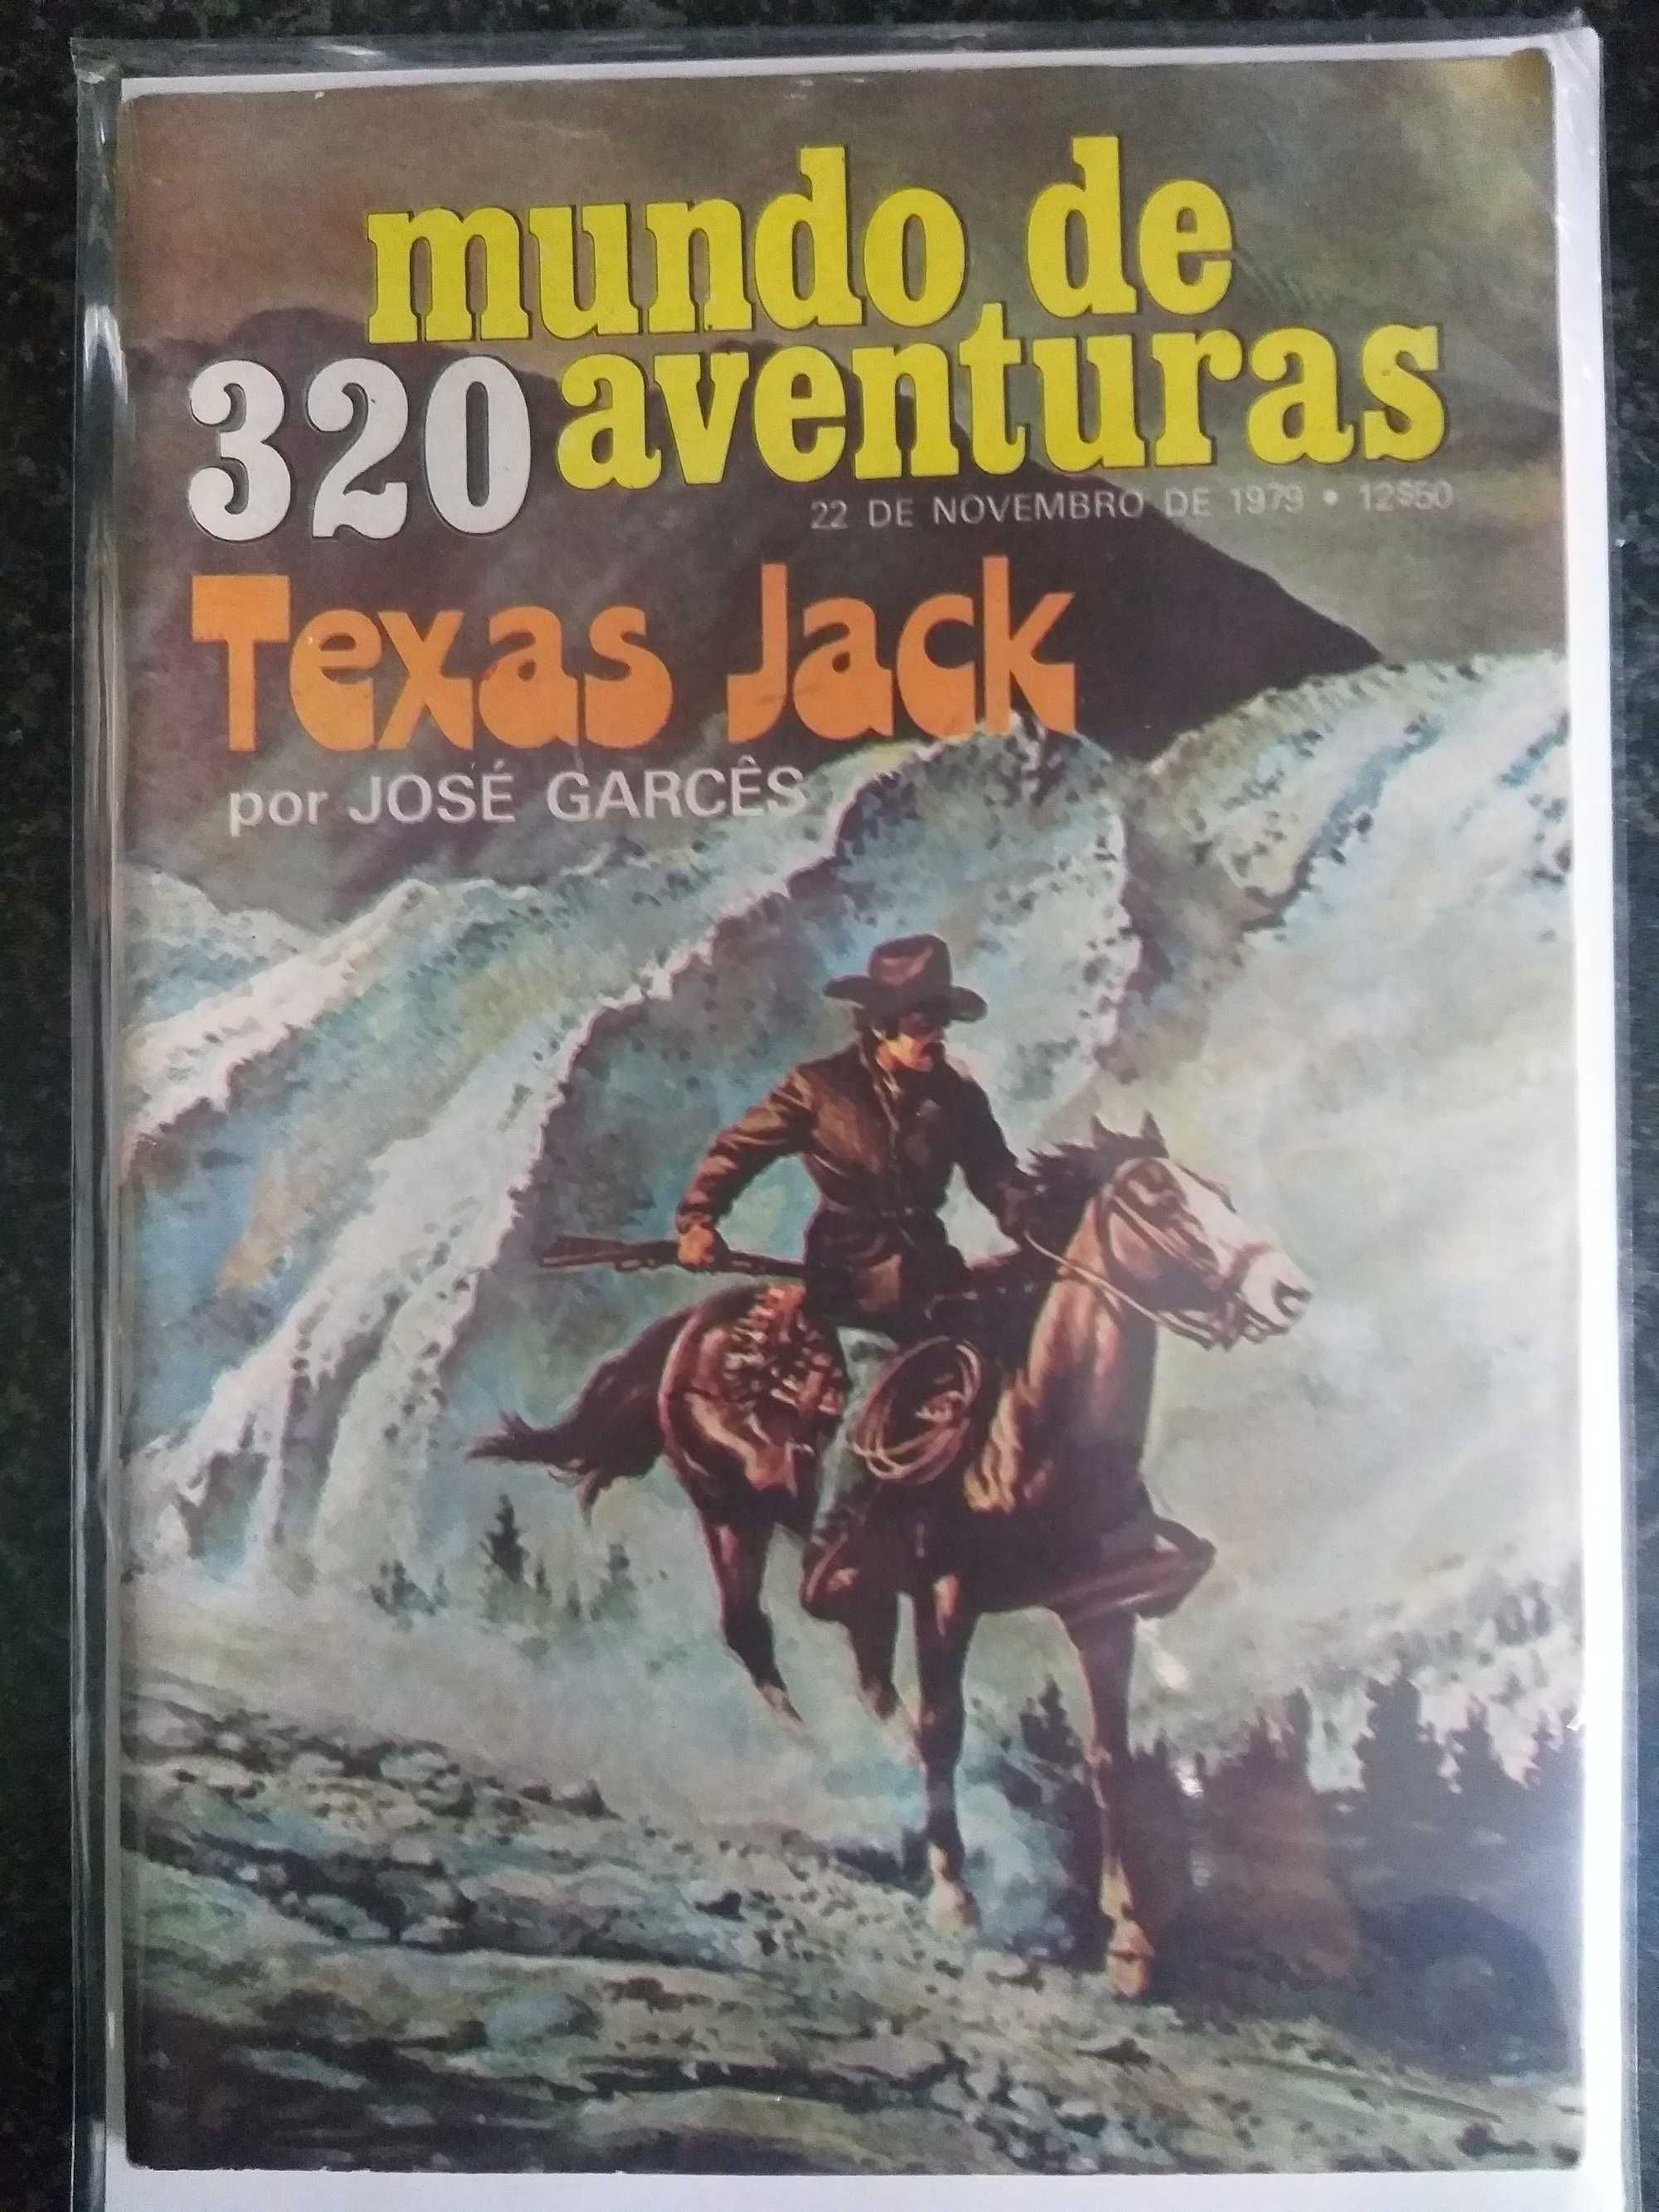 mundo de
320 aventuras
22 DE NOVEMBRO DE 1979 • 12$50
Texas Jack
por JOSÉ GARCÊS